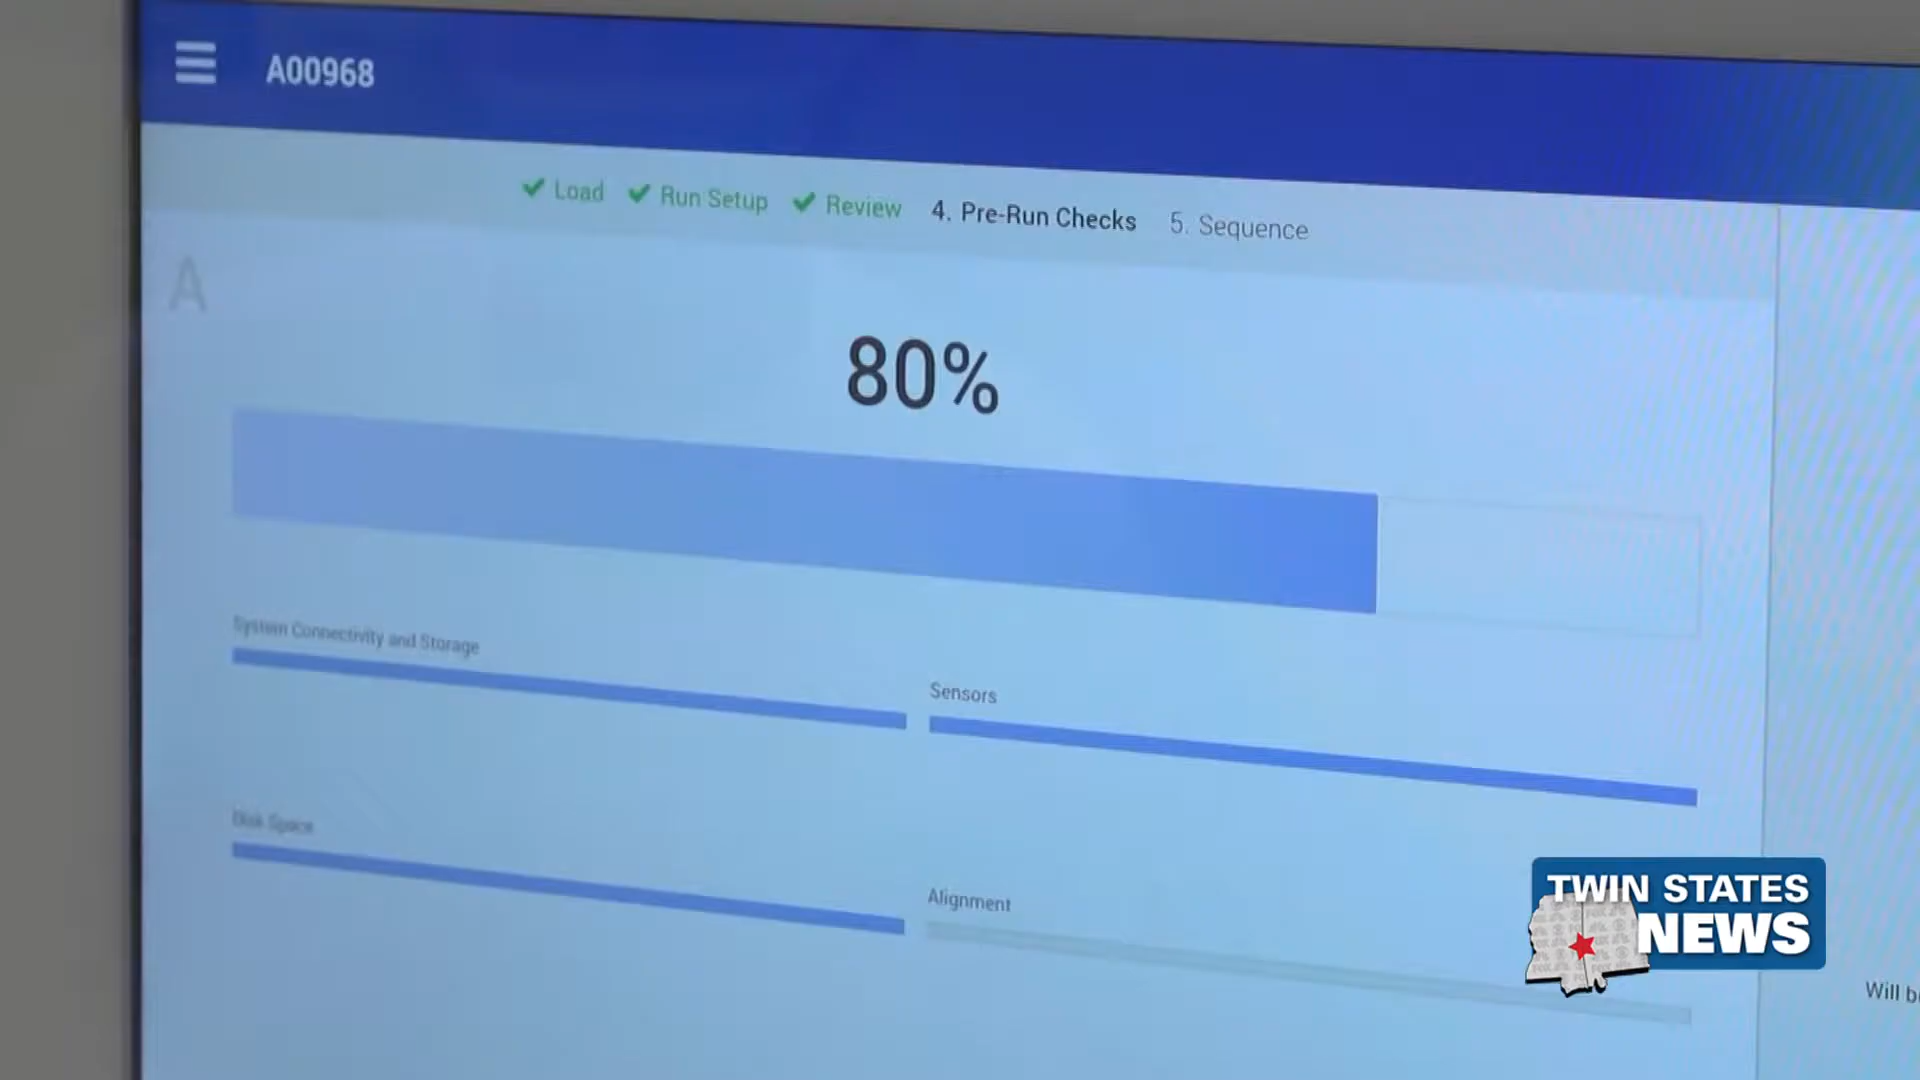 A00968
Load Run Setup Review 4. Pre-Run Checks 5. Sequence
A
80%
System Connectivity and Storage
Sensors
Disk Space
Alignment
TWIN STATES
NEWS
Will